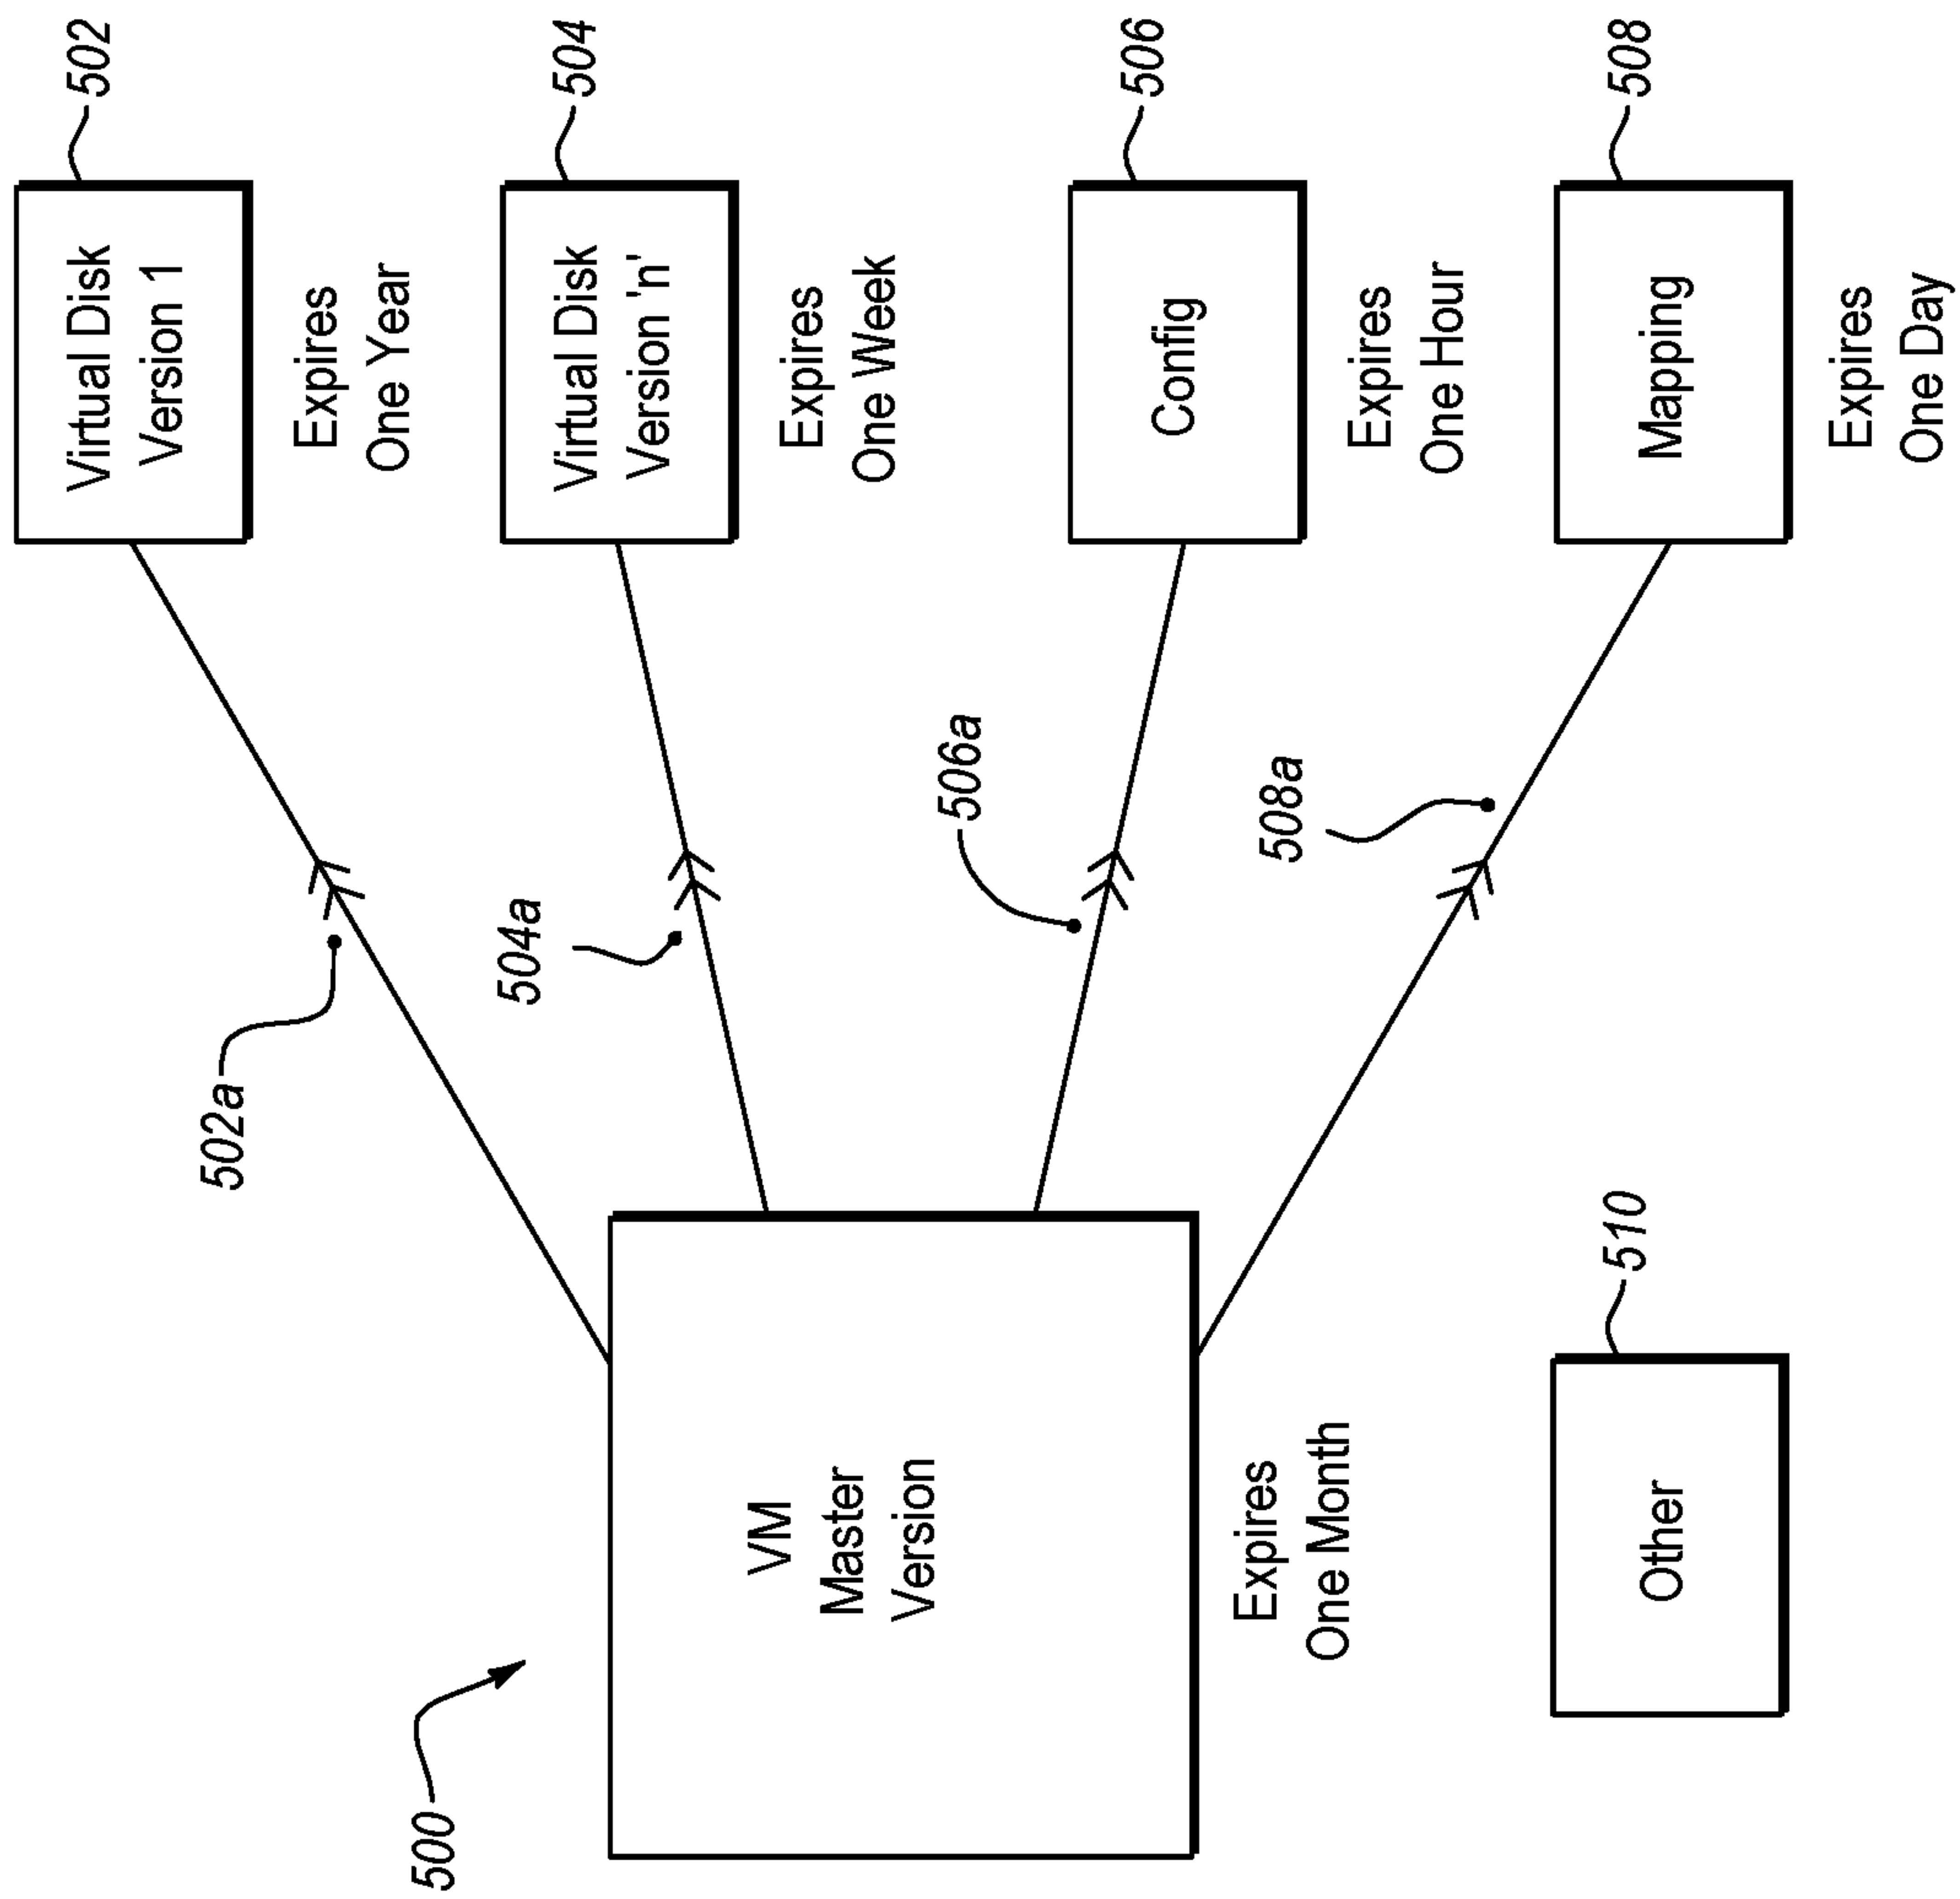 502
Virtual Disk
Version 1
Expires
One Year
504
Virtual Disk
Version 'n'
Expires
One Week
506
Config
Expires
One Hour
508
Mapping
Expires
One Day
502a
504a
506a
508a
500
VM
Master
Version
Expires
One Month
510
Other